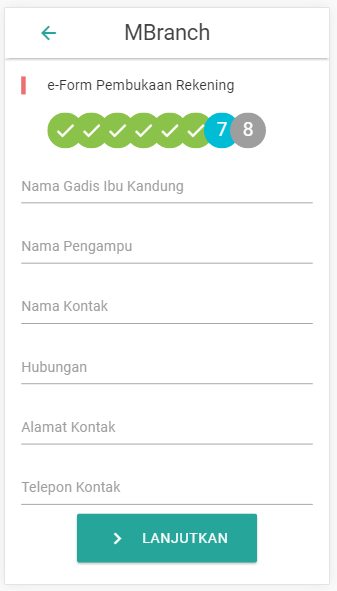 MBranch
e-Form Pembukaan Rekening
7 8
Nama Gadis Ibu Kandung
Nama Pengampu
Nama Kontak
Hubungan
Alamat Kontak
Telepon Kontak
LANJUTKAN